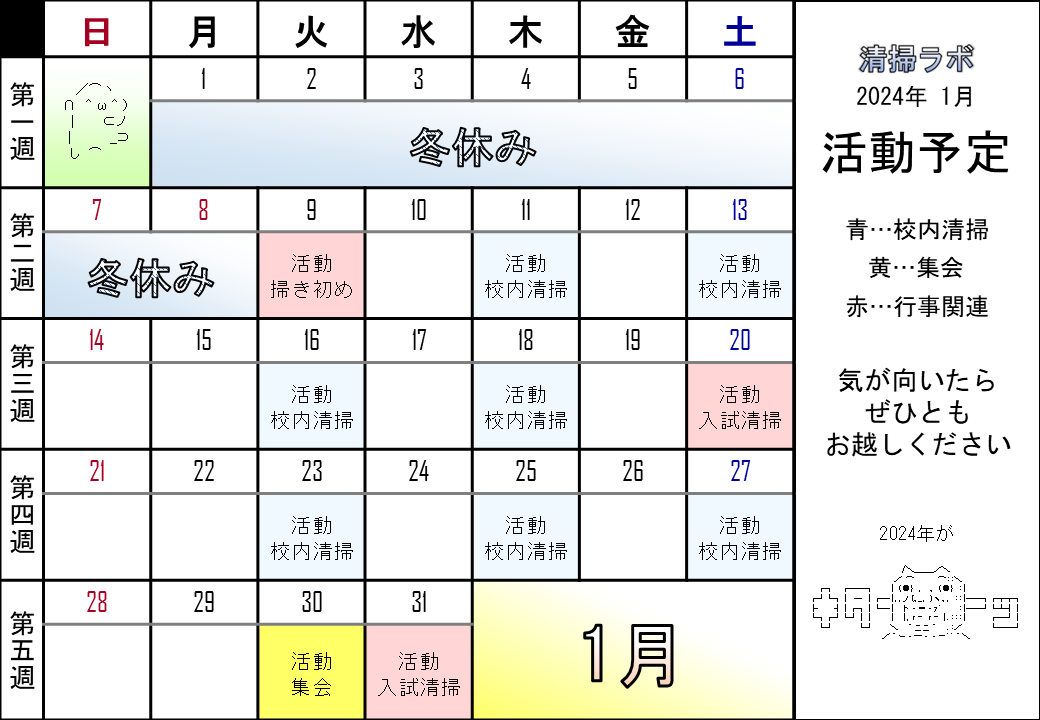 日 月 火 水 木 金 土
第一週
1 2 3 4 5 6
冬休み
第二週
7 8 9 10 11 12 13
冬休み
活動
掃き初め
活動
校内清掃
活動
校内清掃
第三週
14 15 16 17 18 19 20
活動
校内清掃
活動
校内清掃
活動
入試清掃
第四週
21 22 23 24 25 26 27
活動
校内清掃
活動
校内清掃
活動
校内清掃
第五週
28 29 30 31
活動
集会
活動
入試清掃
1月
清掃ラボ
2024年 1月
活動予定
青…校内清掃
黄…集会
赤…行事関連
気が向いたら
ぜひとも
お越しください
2024年が